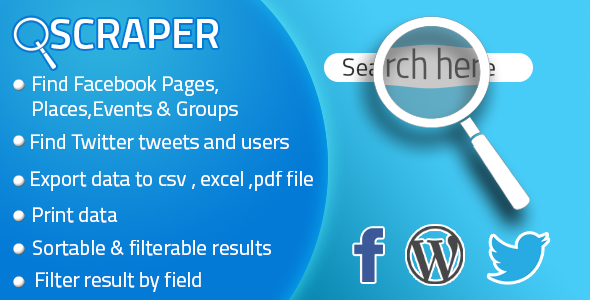 QSCRAPER
Find Facebook Pages,
Places,Events & Groups
Find Twitter tweets and users
Export data to csv , excel ,pdf file
Print data
Sortable & filterable results
Filter result by field
Search here